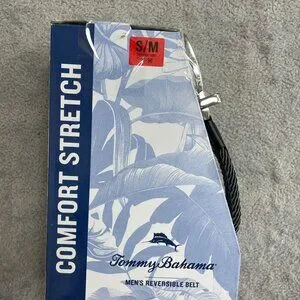 S/M
COMFORT STRETCH
Tommy Bahama
MEN'S REVERSIBLE BELT